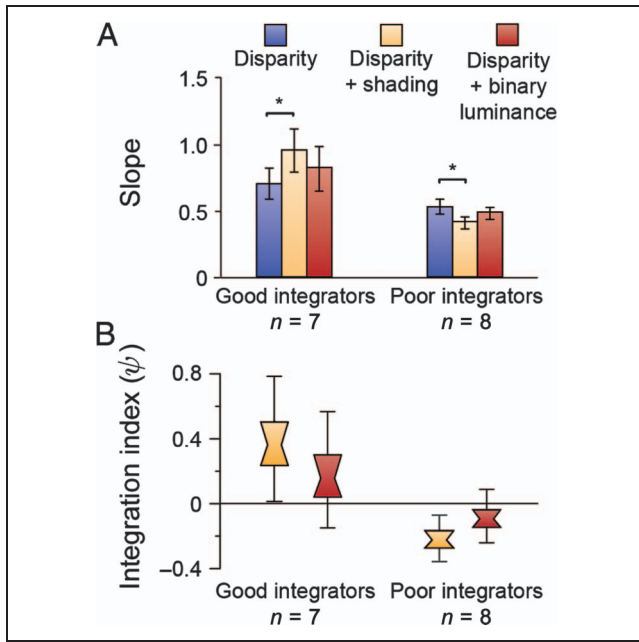 A
Disparity
Disparity
+ shading
Disparity
+ binary
luminance
1.5
1.0
0.5
0
Slope
*
*
Good integrators
n = 7
Poor integrators
n = 8
B
0.8
0.4
0
–0.4
Integration index (ψ)
Good integrators
n = 7
Poor integrators
n = 8